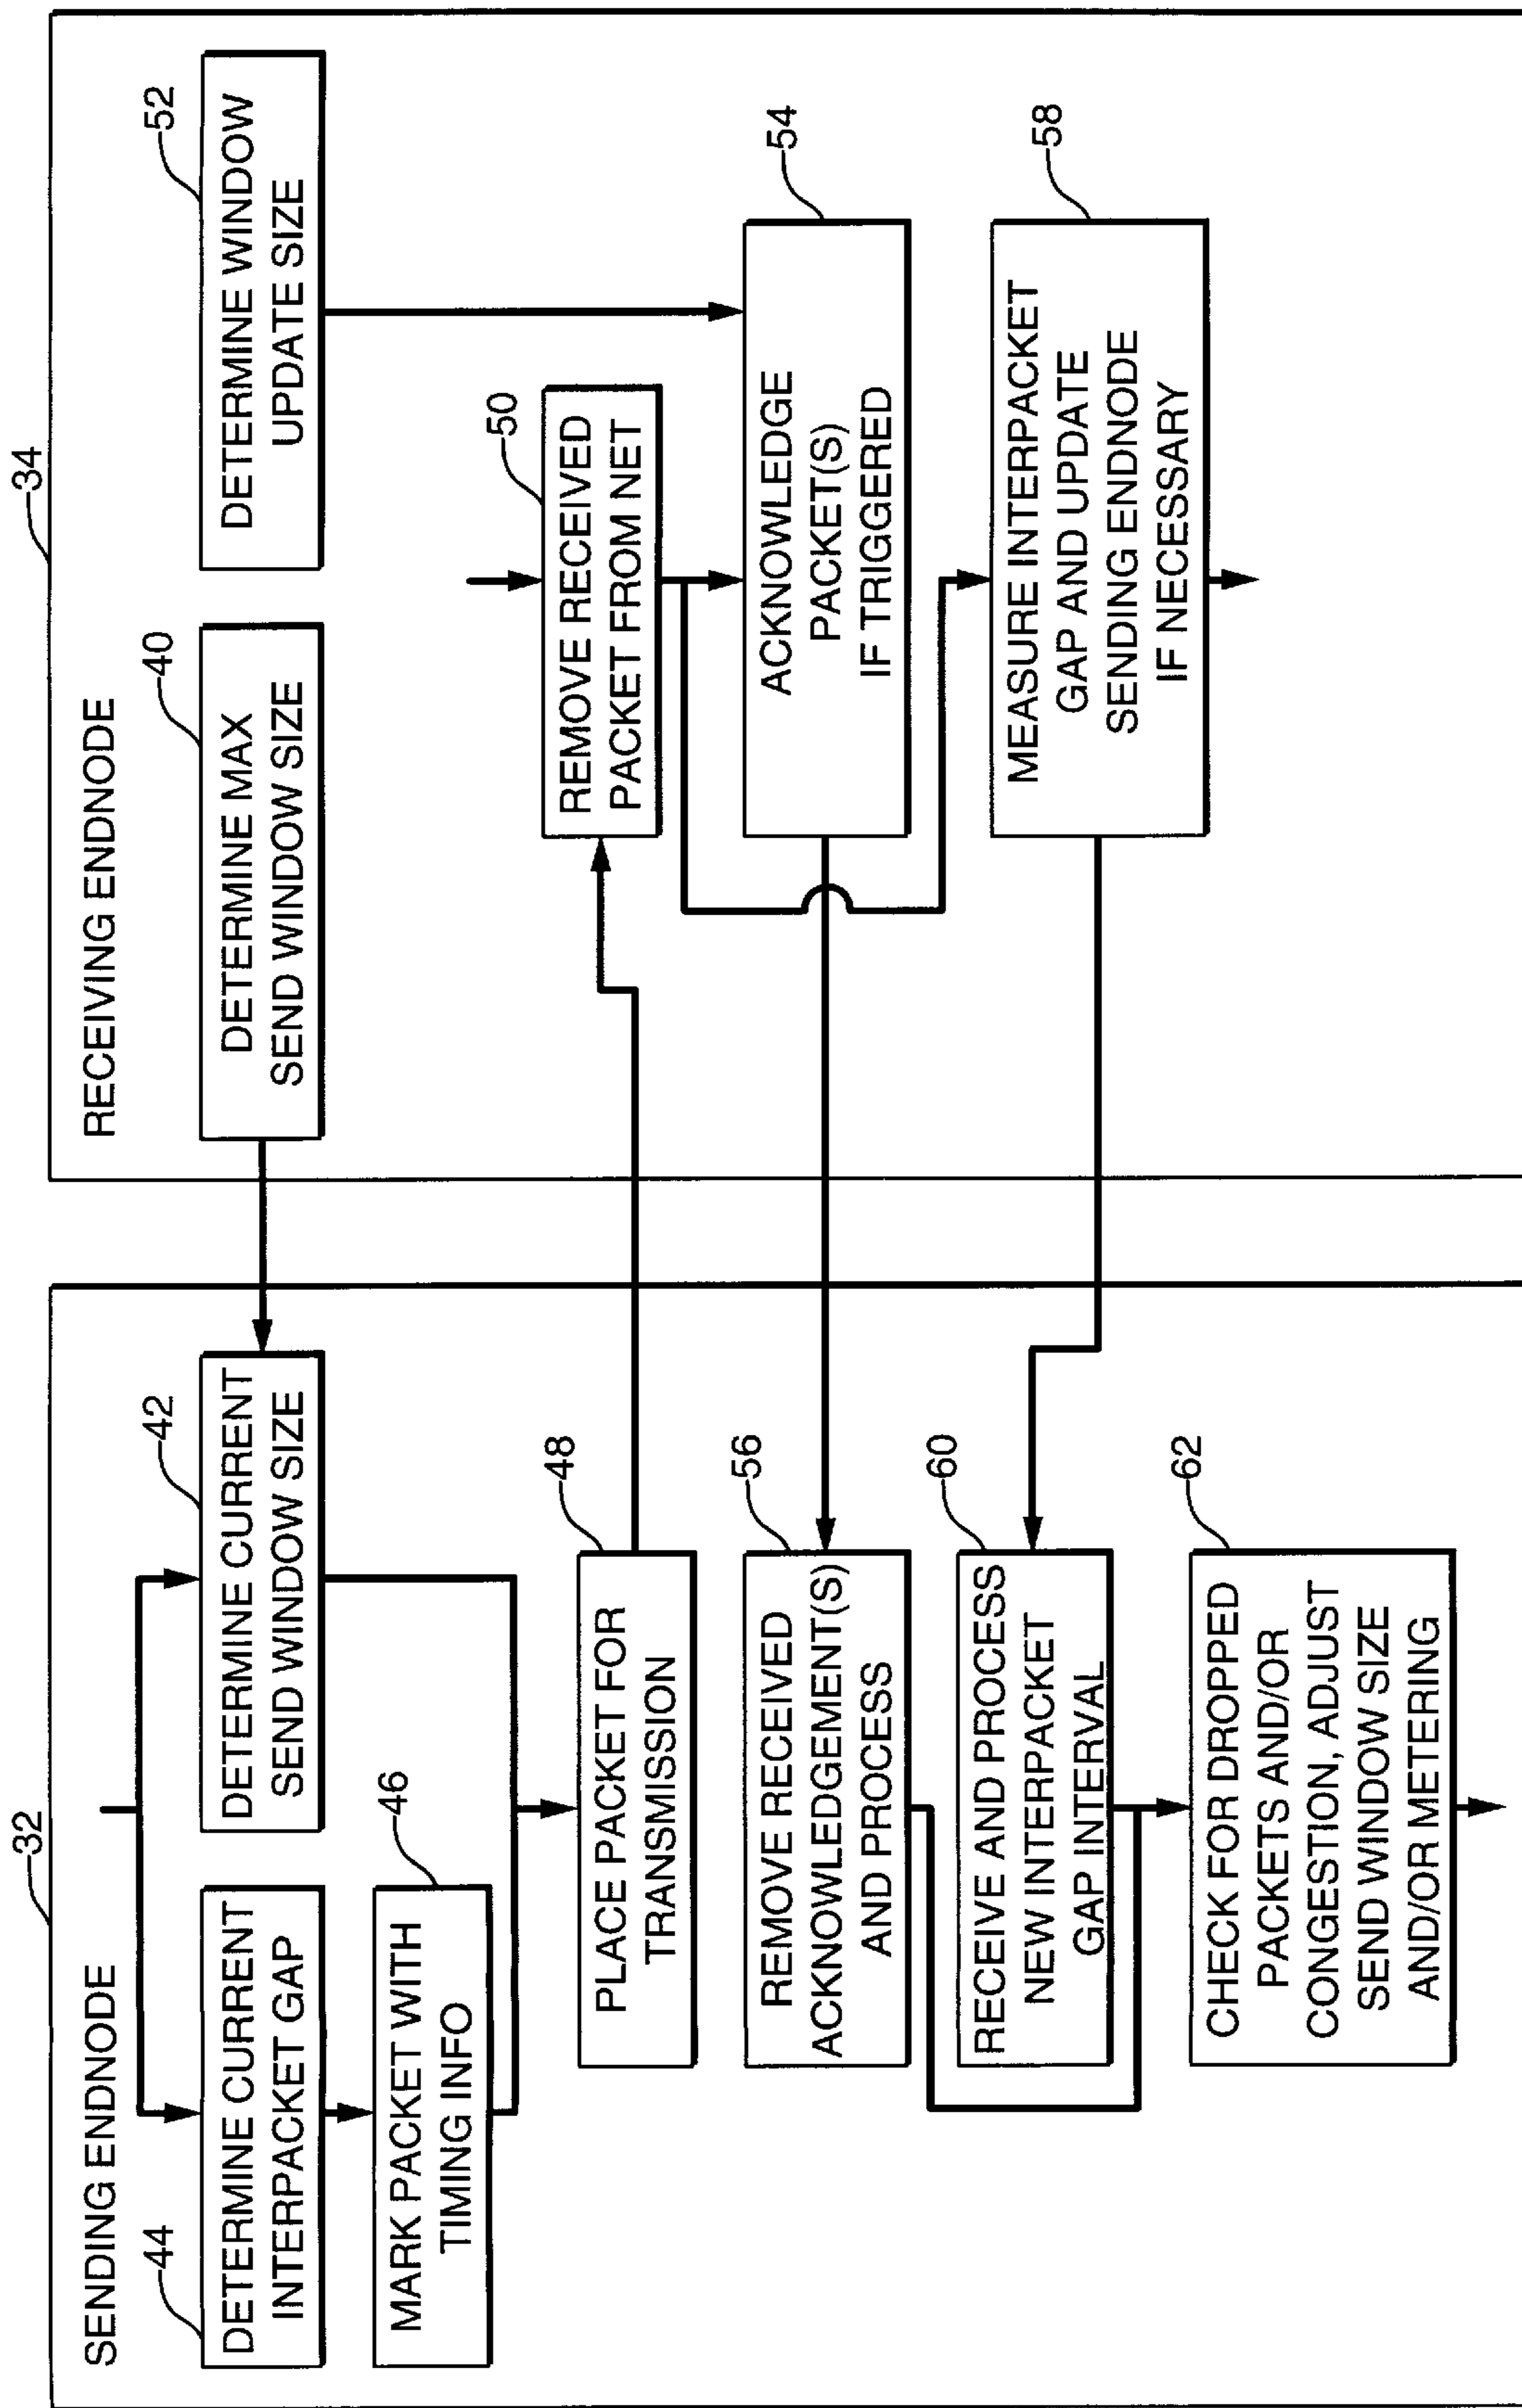 32
SENDING ENDNODE
44
DETERMINE CURRENT
INTERPACKET GAP
42
DETERMINE CURRENT
SEND WINDOW SIZE
46
MARK PACKET WITH
TIMING INFO
48
PLACE PACKET FOR
TRANSMISSION
56
REMOVE RECEIVED
ACKNOWLEDGEMENT(S)
AND PROCESS
60
RECEIVE AND PROCESS
NEW INTERPACKET
GAP INTERVAL
62
CHECK FOR DROPPED
PACKETS AND/OR
CONGESTION, ADJUST
SEND WINDOW SIZE
AND/OR METERING
34
RECEIVING ENDNODE
40
DETERMINE MAX
SEND WINDOW SIZE
52
DETERMINE WINDOW
UPDATE SIZE
50
REMOVE RECEIVED
PACKET FROM NET
54
ACKNOWLEDGE
PACKET(S)
IF TRIGGERED
58
MEASURE INTERPACKET
GAP AND UPDATE
SENDING ENDNODE
IF NECESSARY